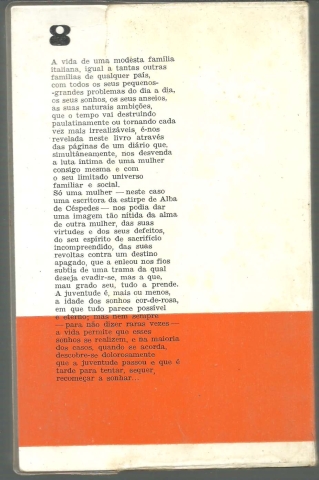 8
A vida de uma modesta família
italiana, igual a tantas outras
famílias de qualquer país,
com todos os seus pequenos-
-grandes problemas do dia a dia,
os seus sonhos, os seus anseios,
as suas naturais ambições,
que o tempo vai destruindo
paulatinamente ou tornando cada
vez mais irrealizáveis, é-nos
revelada neste livro através
das páginas de um diário que,
simultâneamente, nos desvenda
a luta íntima de uma mulher
consigo mesma e com
o seu limitado universo
familiar e social.
Só uma mulher — neste caso
uma escritora da estirpe de Alba
de Céspedes — nos podia dar
uma imagem tão nítida da alma
de outra mulher, das suas
virtudes e dos seus defeitos,
do seu espírito de sacrifício
incompreendido, das suas
revoltas contra um destino
apagado, que a enleou nos fios
subtis de uma trama da qual
deseja evadir-se, mas a que,
mau grado seu, tudo a prende.
A juventude é, mais ou menos,
a idade dos sonhos cor-de-rosa,
em que tudo parece possível
e eterno; mas nem sempre
— para não dizer raras vezes —
a vida permite que esses
sonhos se realizem, e na maioria
dos casos, quando se acorda,
descobre-se dolorosamente
que a juventude passou e que é
tarde para tentar, sequer,
recomeçar a sonhar...